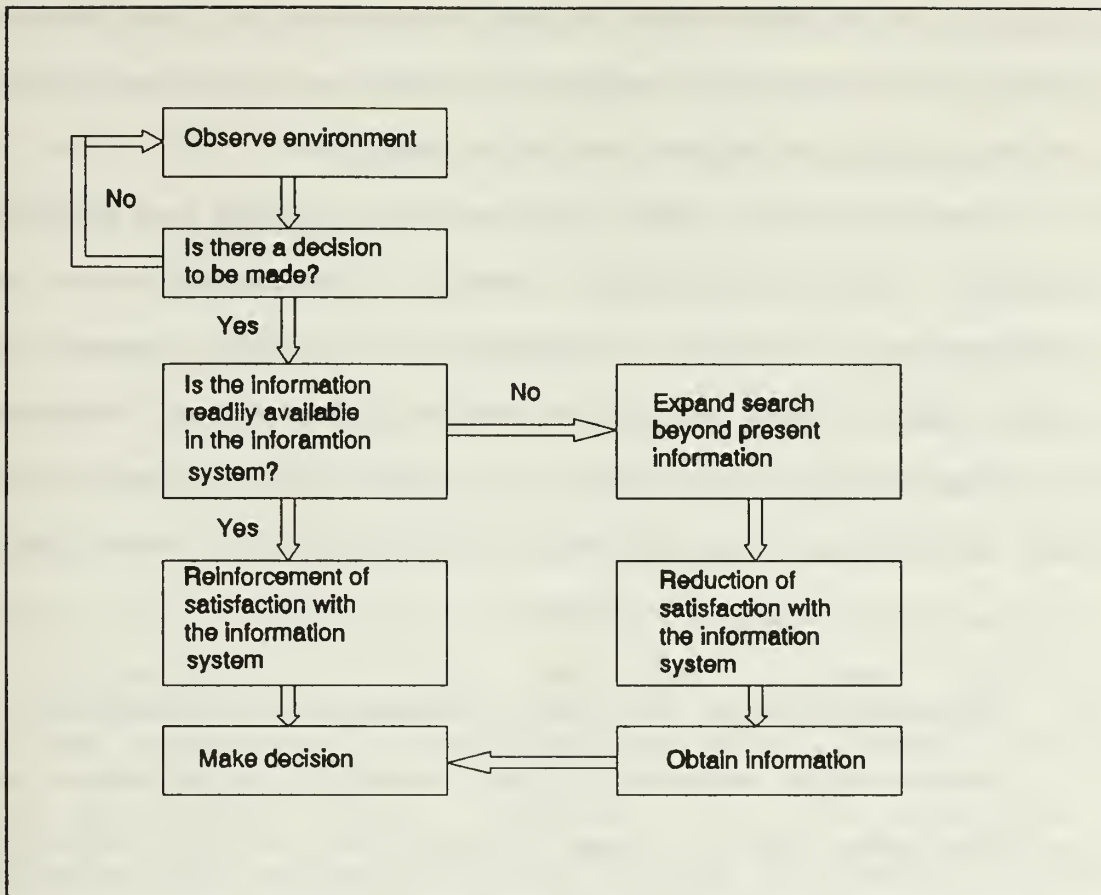 Observe environment
No
Is there a decision
to be made?
Yes
Is the information
readily available
in the inforamtion
system?
No
Expand search
beyond present
information
Yes
Reinforcement of
satisfaction with
the information
system
Reduction of
satisfaction with
the information
system
Make decision
Obtain information